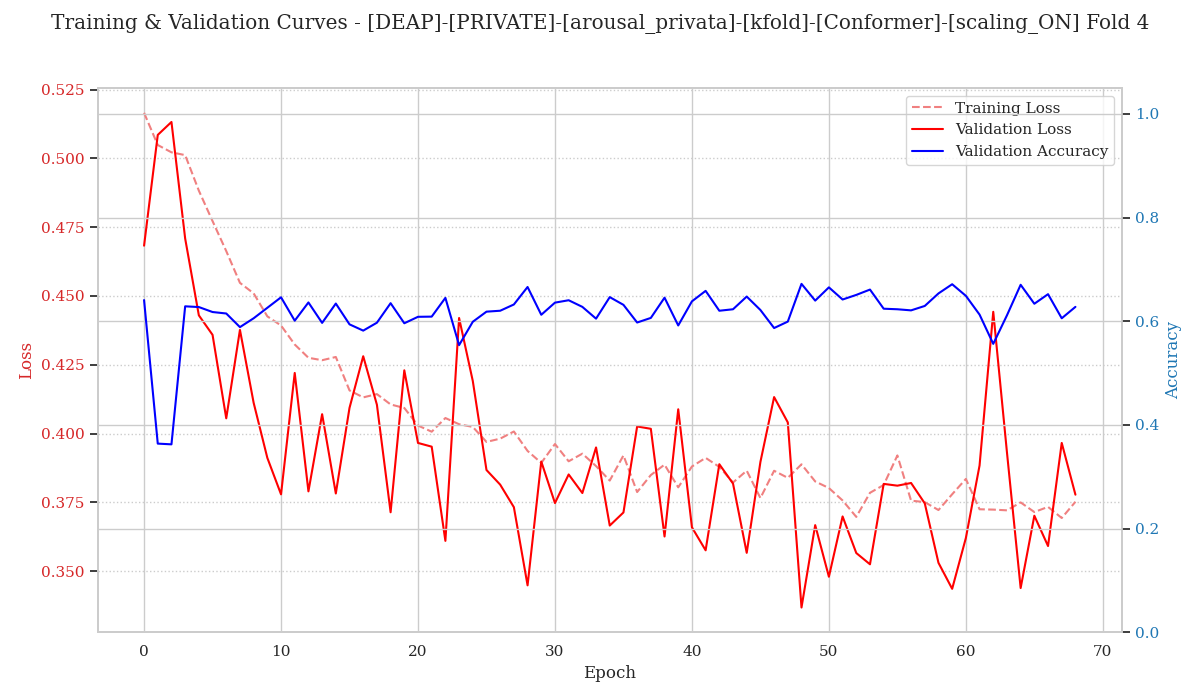 Training & Validation Curves - [DEAP]-[PRIVATE]-[arousal_privata]-[kfold]-[Conformer]-[scaling_ON] Fold 4
Training Loss
Validation Loss
Validation Accuracy
0.525
0.500
0.475
0.450
0.425
0.400
0.375
0.350
Loss
1.0
0.8
0.6
0.4
0.2
0.0
Accuracy
0 10 20 30 40 50 60 70
Epoch